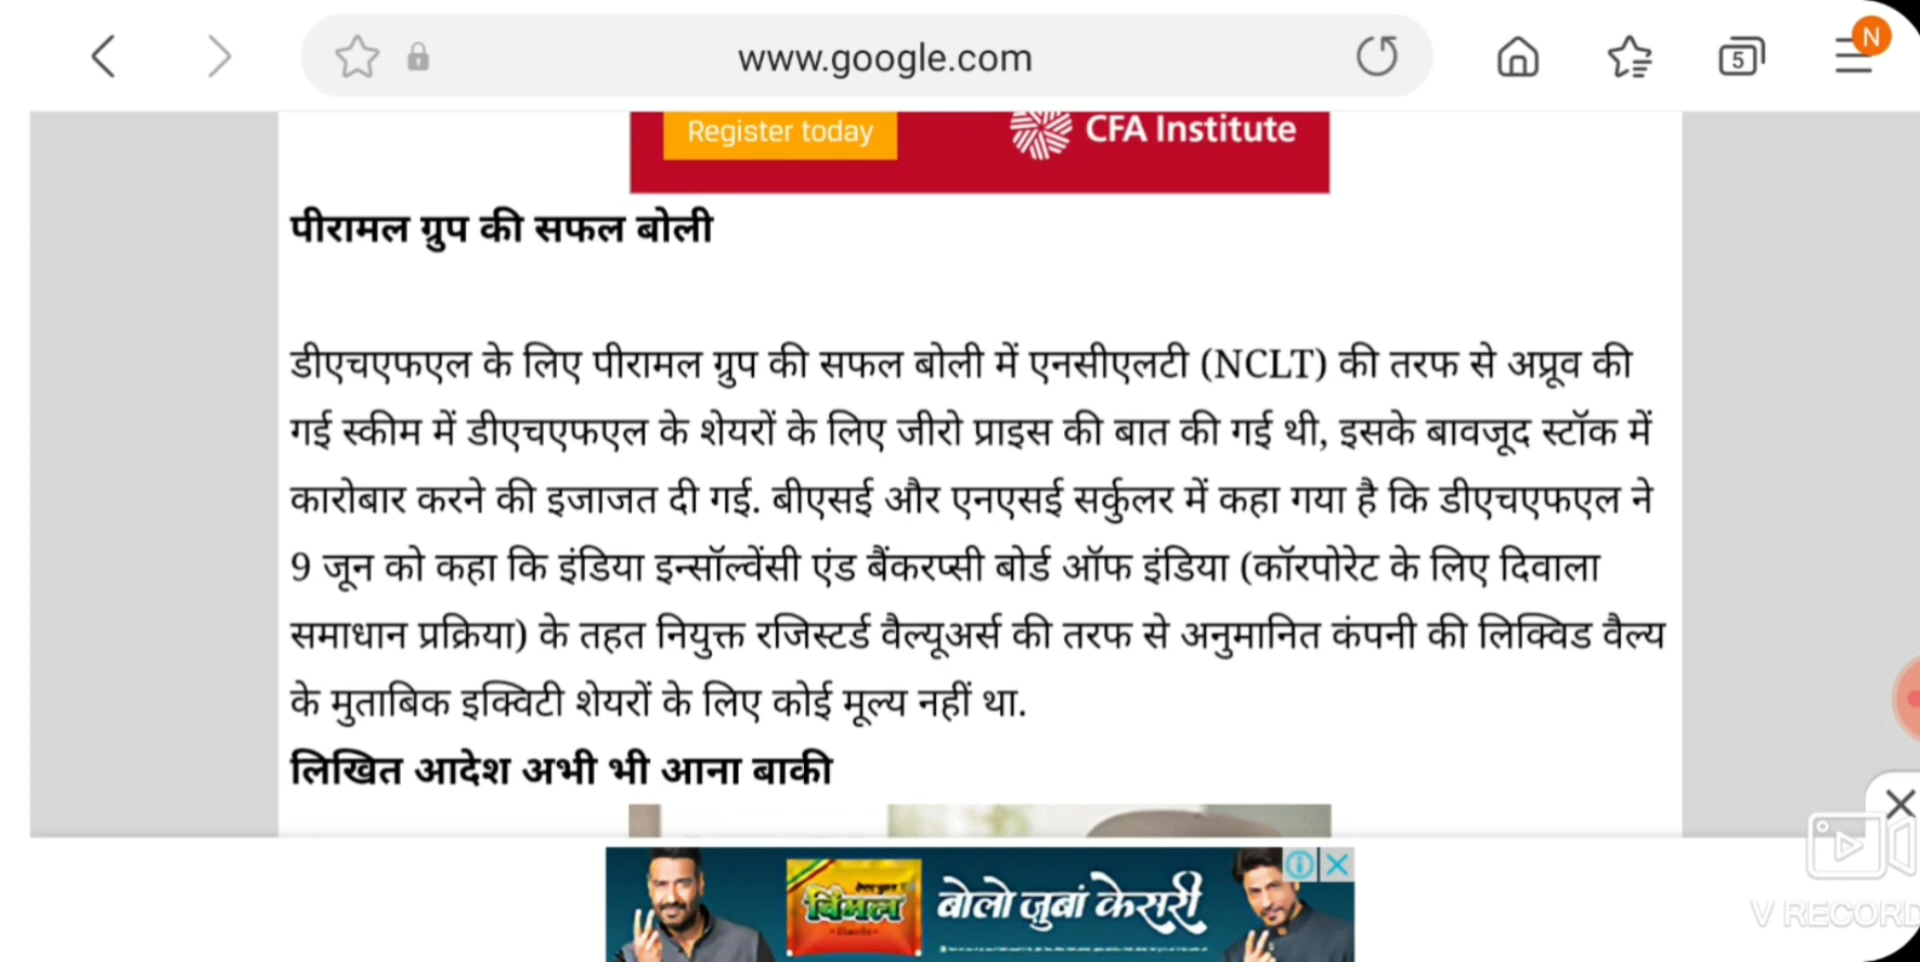 www.google.com
5
N
Register today
CFA Institute
पीरामल ग्रुप की सफल बोली
डीएचएफएल के लिए पीरामल ग्रुप की सफल बोली में एनसीएलटी (NCLT) की तरफ से अप्रूव की
गई स्कीम में डीएचएफएल के शेयरों के लिए जीरो प्राइस की बात की गई थी, इसके बावजूद स्टॉक में
कारोबार करने की इजाजत दी गई. बीएसई और एनएसई सर्कुलर में कहा गया है कि डीएचएफएल ने
9 जून को कहा कि इंडिया इन्सॉल्वेंसी एंड बैंकरप्सी बोर्ड ऑफ इंडिया (कॉरपोरेट के लिए दिवाला
समाधान प्रक्रिया) के तहत नियुक्त रजिस्टर्ड वैल्यूअर्स की तरफ से अनुमानित कंपनी की लिक्विड वैल्य
के मुताबिक इक्विटी शेयरों के लिए कोई मूल्य नहीं था.
लिखित आदेश अभी भी आना बाकी
विमल
बोलो जुबां केसरी
V RECORD